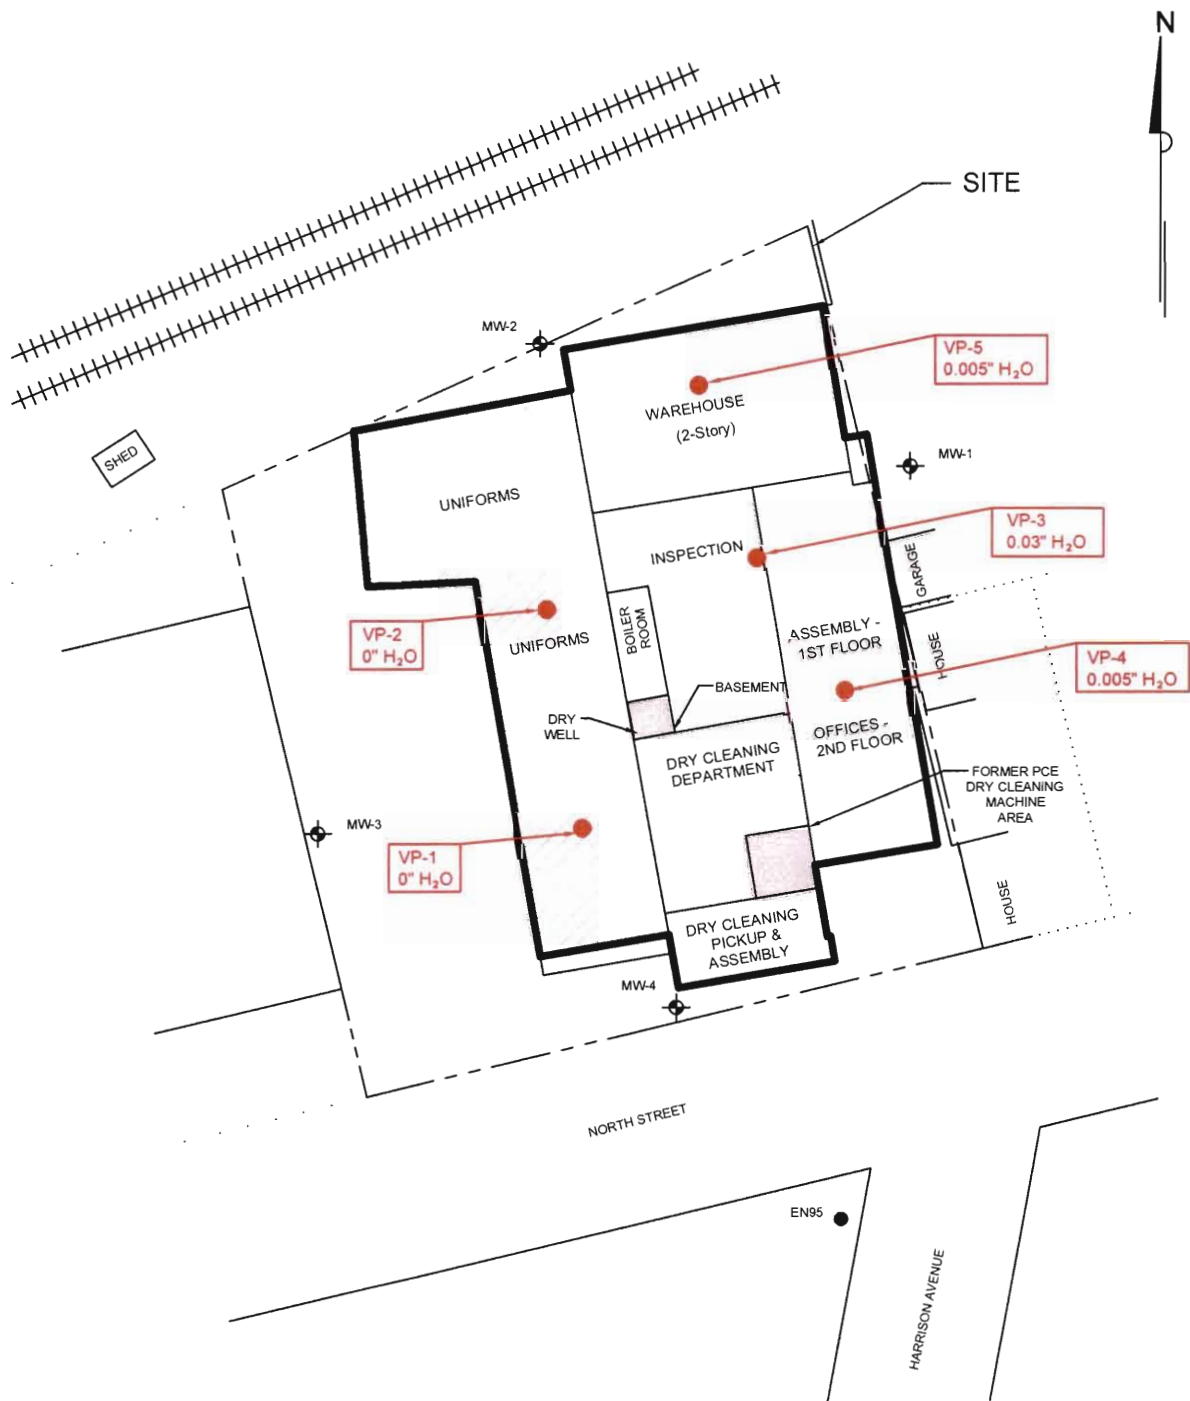 N
SITE
MW-2
VP-5
0.005" H₂O
WAREHOUSE
(2-Story)
SHED
MW-1
UNIFORMS
VP-3
0.03" H₂O
INSPECTION
GARAGE
BOILER
ROOM
VP-2
0" H₂O
UNIFORMS
ASSEMBLY -
1ST FLOOR
HOUSE
VP-4
0.005" H₂O
BASEMENT
DRY
WELL
OFFICES -
2ND FLOOR
DRY CLEANING
DEPARTMENT
FORMER PCE
DRY CLEANING
MACHINE
AREA
MW-3
VP-1
0" H₂O
HOUSE
DRY CLEANING
PICKUP &
ASSEMBLY
MW-4
NORTH STREET
EN95
HARRISON AVENUE